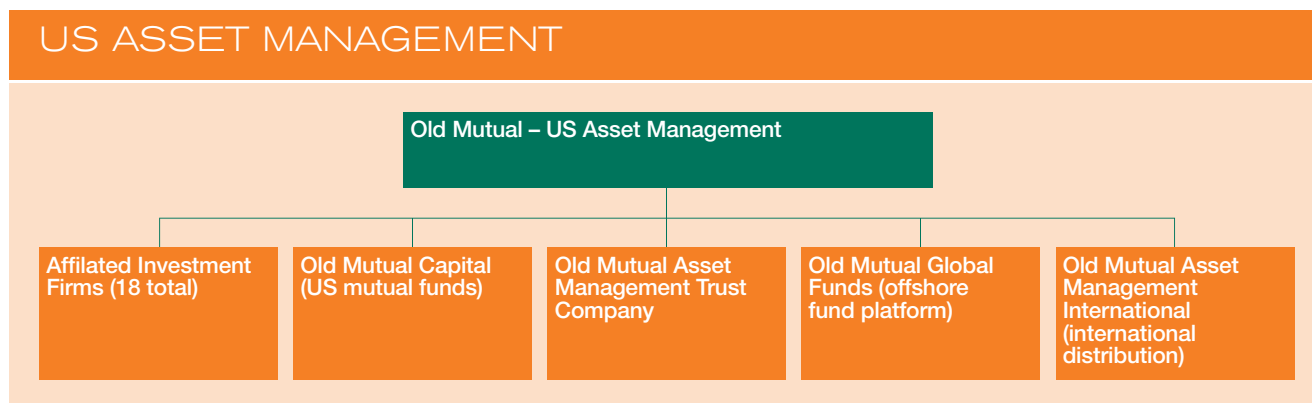 US ASSET MANAGEMENT
Old Mutual – US Asset Management
Affilated Investment
Firms (18 total)
Old Mutual Capital
(US mutual funds)
Old Mutual Asset
Management Trust
Company
Old Mutual Global
Funds (offshore
fund platform)
Old Mutual Asset
Management
International
(international
distribution)